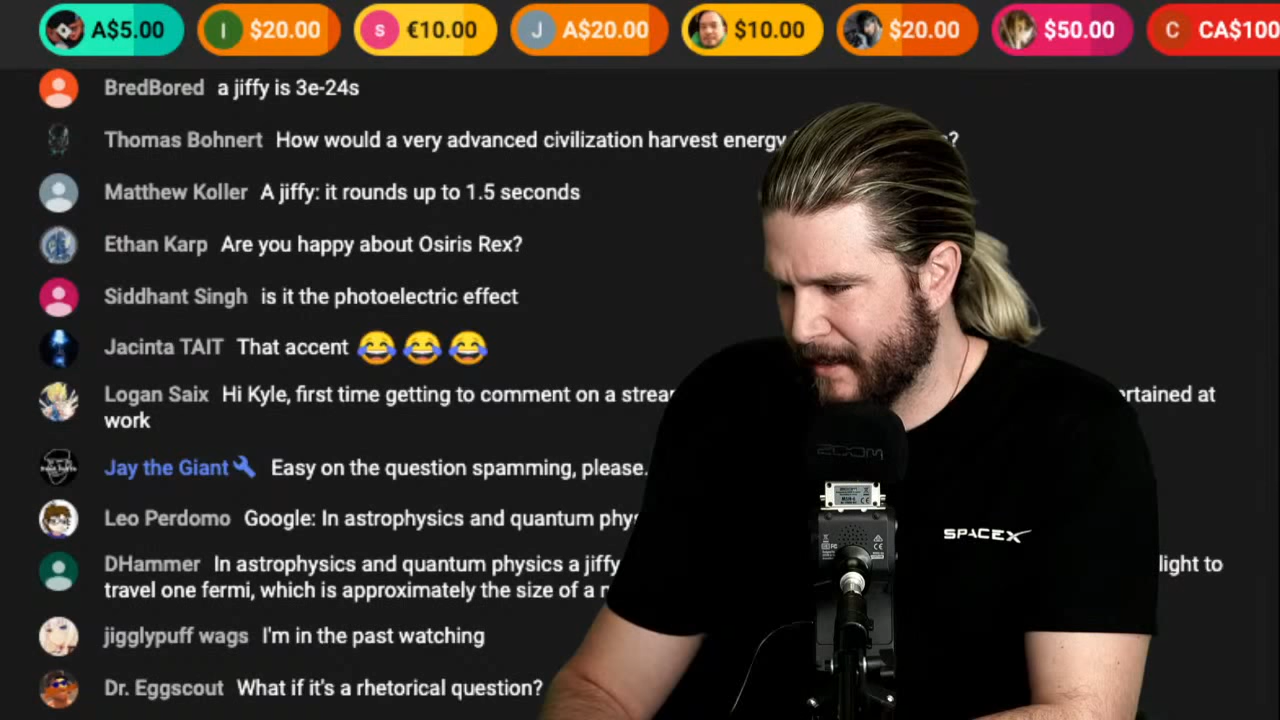 A$5.00 I $20.00 S €10.00 J A$20.00 $10.00 $20.00 $50.00 C CA$100
BredBored a jiffy is 3e-24s
Thomas Bohnert How would a very advanced civilization harvest energy ?
Matthew Koller A jiffy: it rounds up to 1.5 seconds
Ethan Karp Are you happy about Osiris Rex?
Siddhant Singh is it the photoelectric effect
Jacinta TAIT That accent 😂 😂 😂
Logan Saix Hi Kyle, first time getting to comment on a strea rtained at
work
Jay the Giant Easy on the question spamming, please.
Leo Perdomo Google: In astrophysics and quantum phy
DHammer In astrophysics and quantum physics a jiffy light to
travel one fermi, which is approximately the size of a
jigglypuff wags I'm in the past watching
Dr. Eggscout What if it's a rhetorical question?
ZOOM
SPACEX